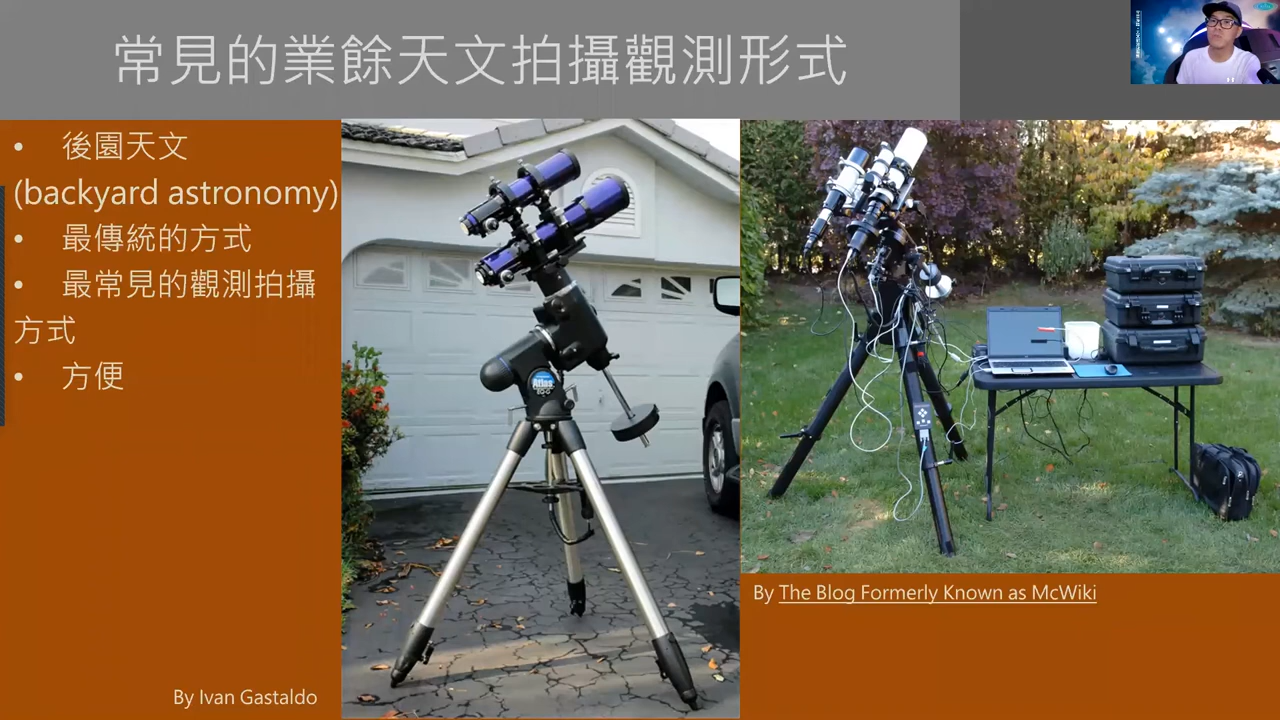 常見的業餘天文拍攝觀測形式
• 後園天文
(backyard astronomy)
• 最傳統的方式
• 最常見的觀測拍攝
方式
• 方便
Atlas
By Ivan Gastaldo
By The Blog Formerly Known as McWiki